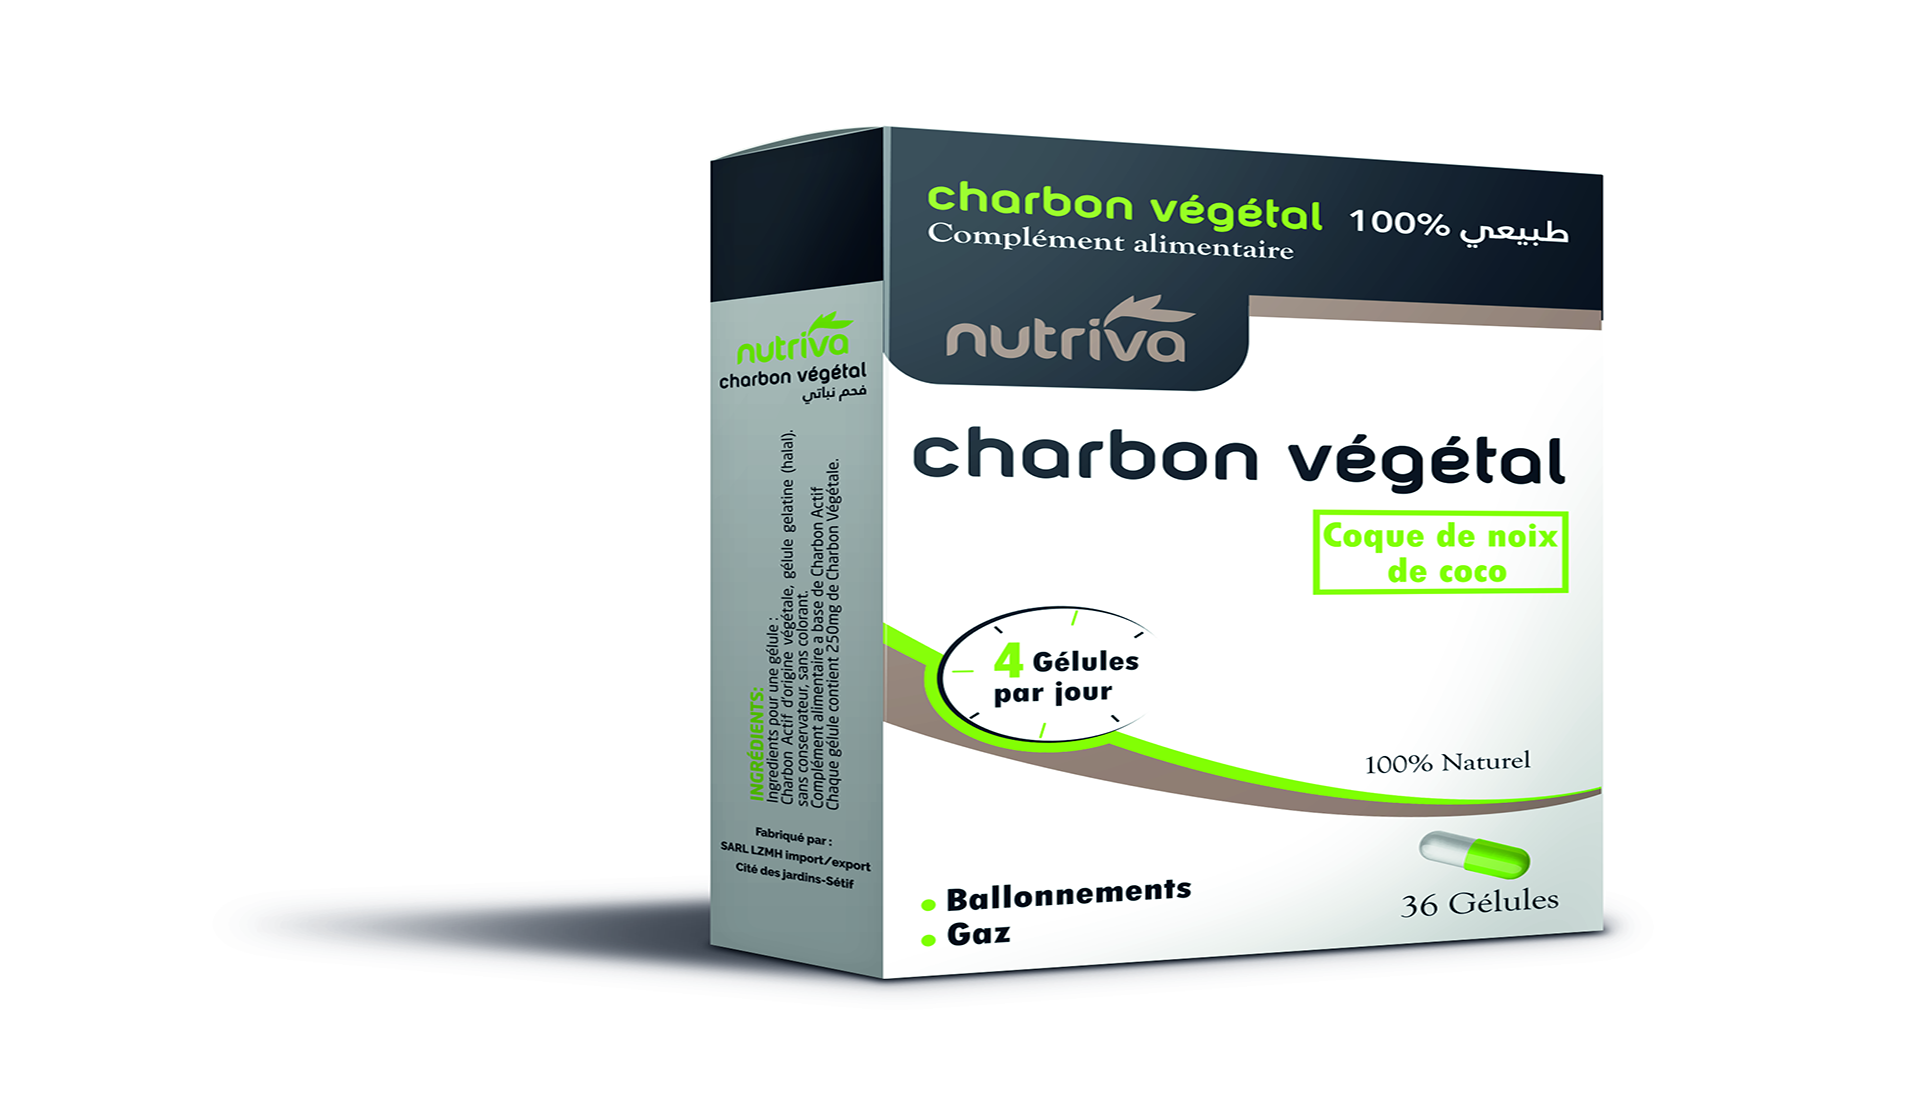 charbon végétal
Complément alimentaire
100% طبيعي
nutriva
charbon végétal
Coque de noix
de coco
4 Gélules
par jour
100% Naturel
36 Gélules
• Ballonnements
• Gaz
nutriva
charbon végétal
فحم نباتي
INGRÉDIENTS:
Ingredients pour une gélule :
Charbon Actif d'origine végétale, gélule gelatine (halal).
sans conservateur, sans colorant.
Complément alimentaire a base de Charbon Actif
Chaque gélule contient 250mg de Charbon Végétale.
Fabriqué par :
SARL LZMH import/export
Cité des jardins-Sétif